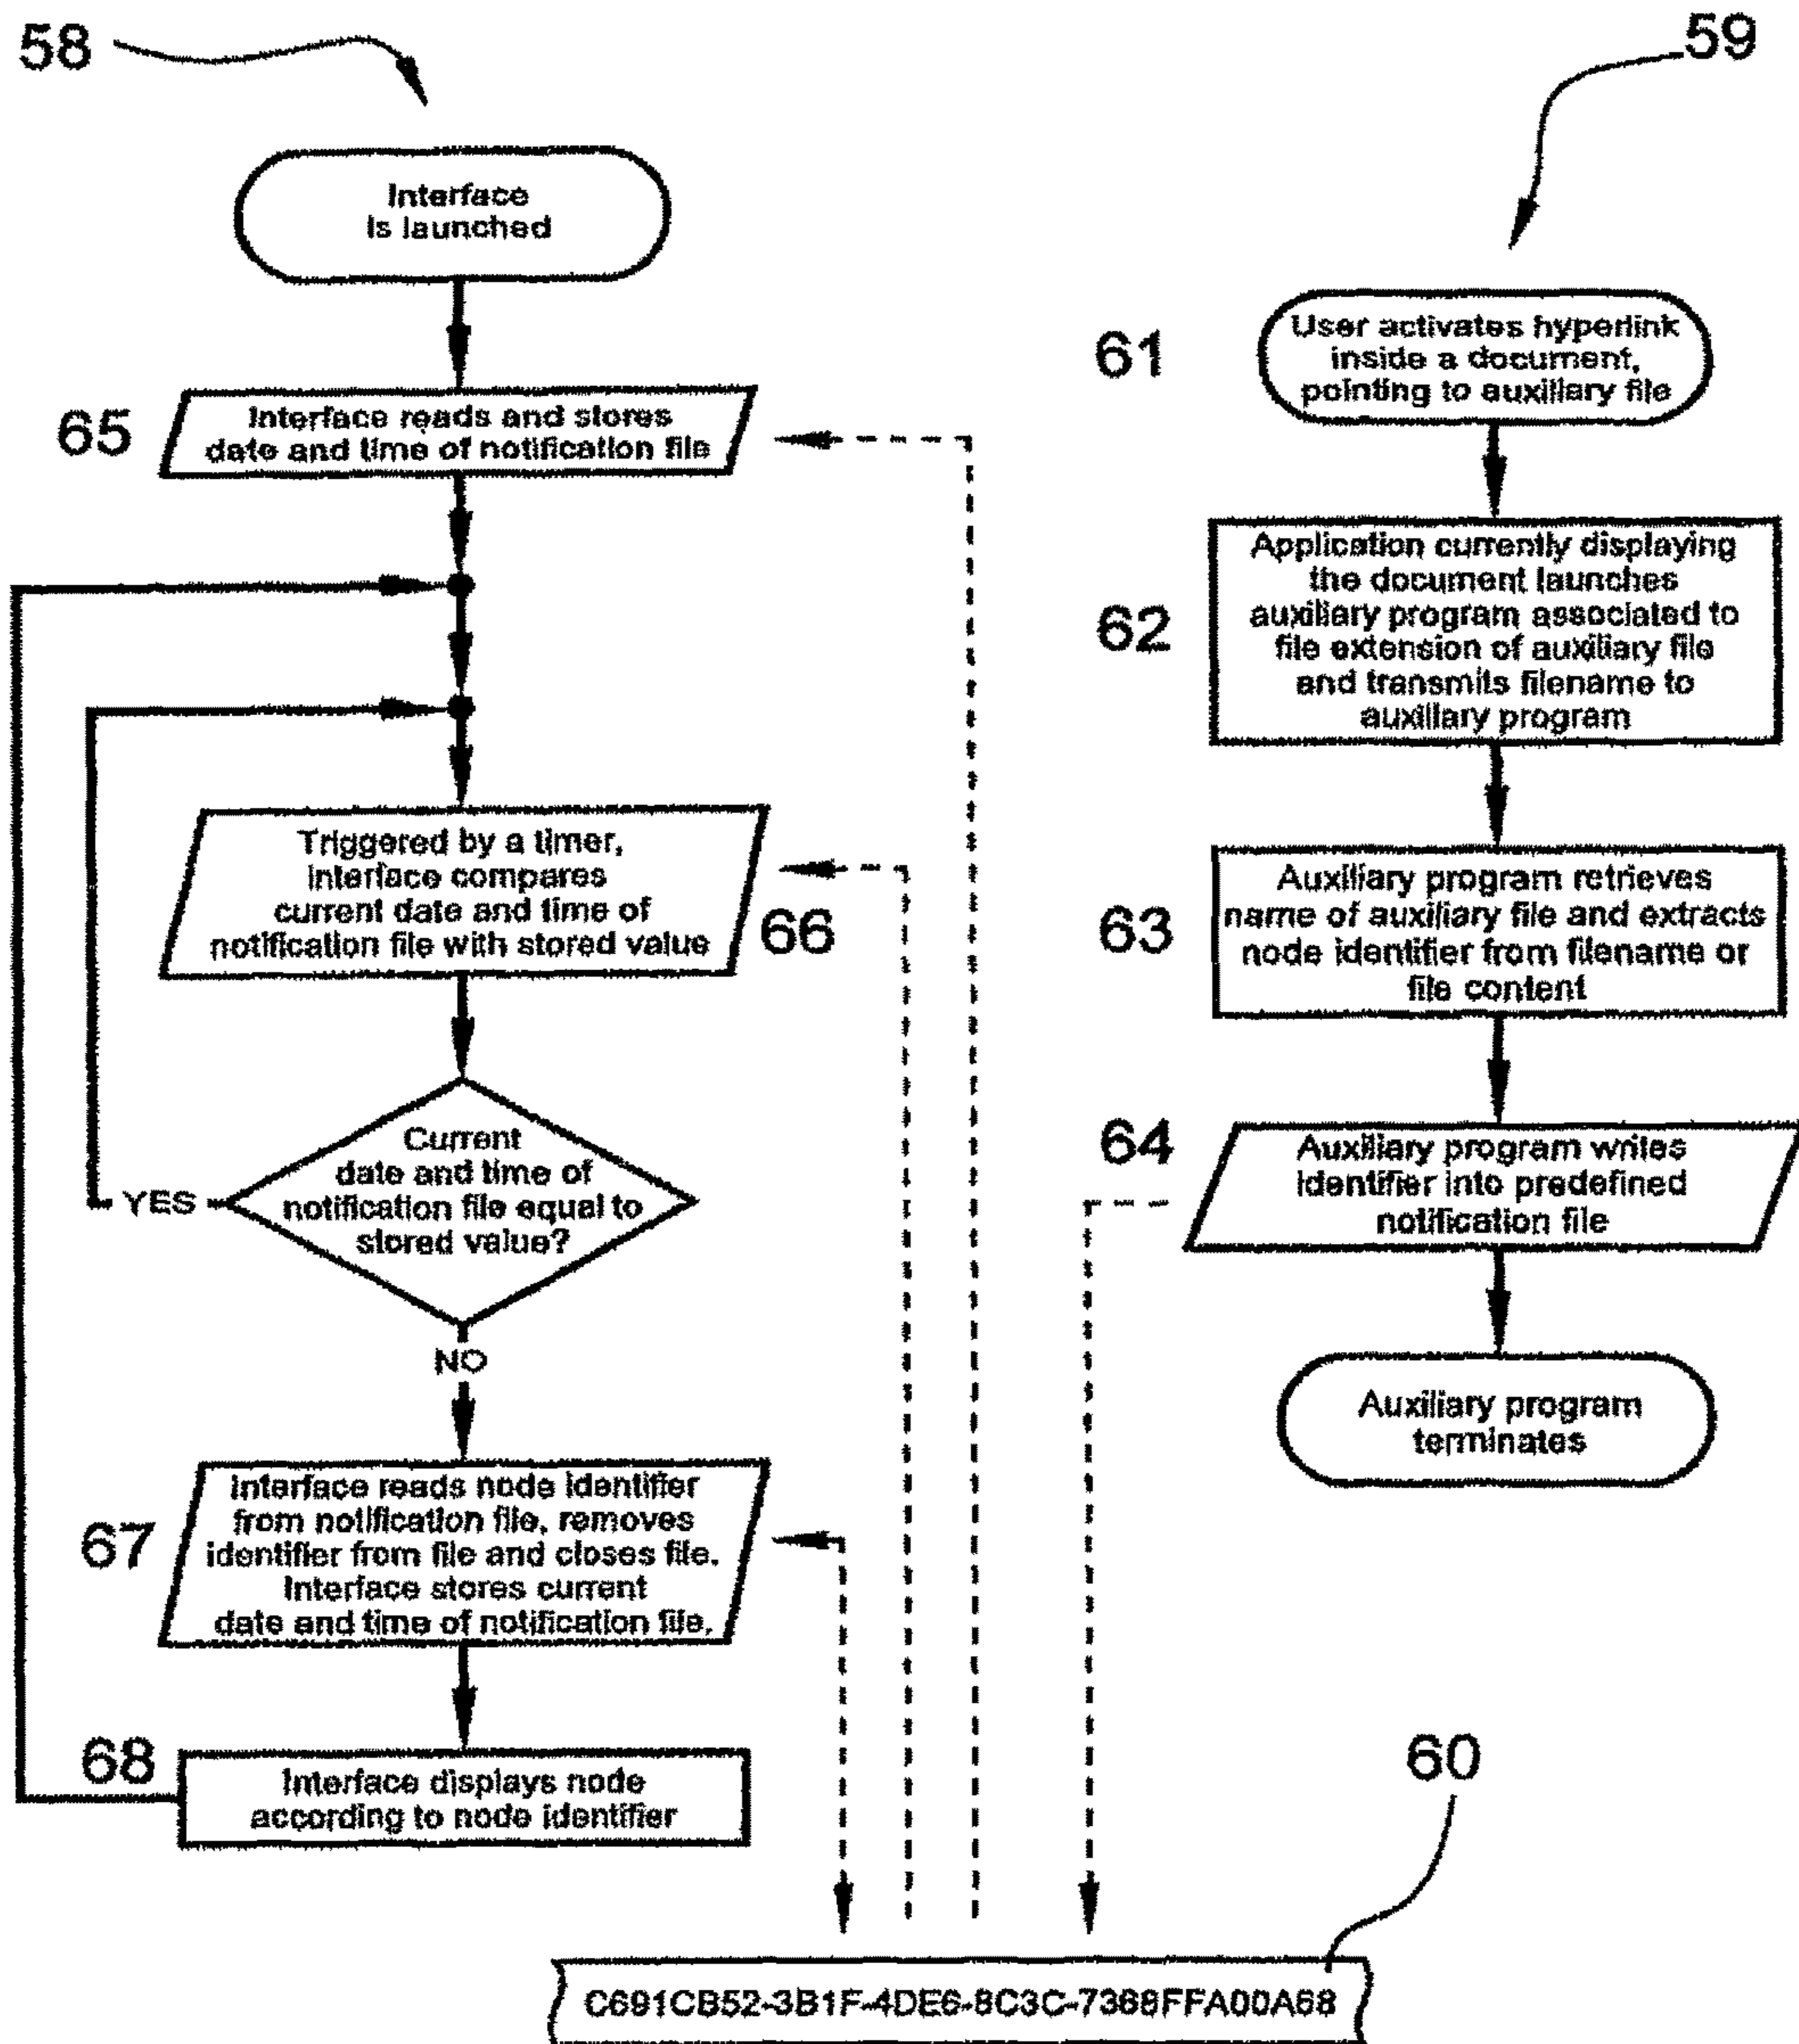 58
Interface
is launched
65
Interface reads and stores
date and time of notification file
Triggered by a timer,
interface compares
current date and time of
notification file with stored value
66
Current
date and time of
notification file equal to
stored value?
YES
NO
67
Interface reads node identifier
from notification file, removes
identifier from file and closes file.
Interface stores current
date and time of notification file.
68
Interface displays node
according to node identifier
59
61
User activates hyperlink
inside a document,
pointing to auxiliary file
62
Application currently displaying
the document launches
auxiliary program associated to
file extension of auxiliary file
and transmits filename to
auxiliary program
63
Auxiliary program retrieves
name of auxiliary file and extracts
node identifier from filename or
file content
64
Auxiliary program writes
identifier into predefined
notification file
Auxiliary program
terminates
60
C691CB52-3B1F-4DE6-8C3C-7368FFA00A68